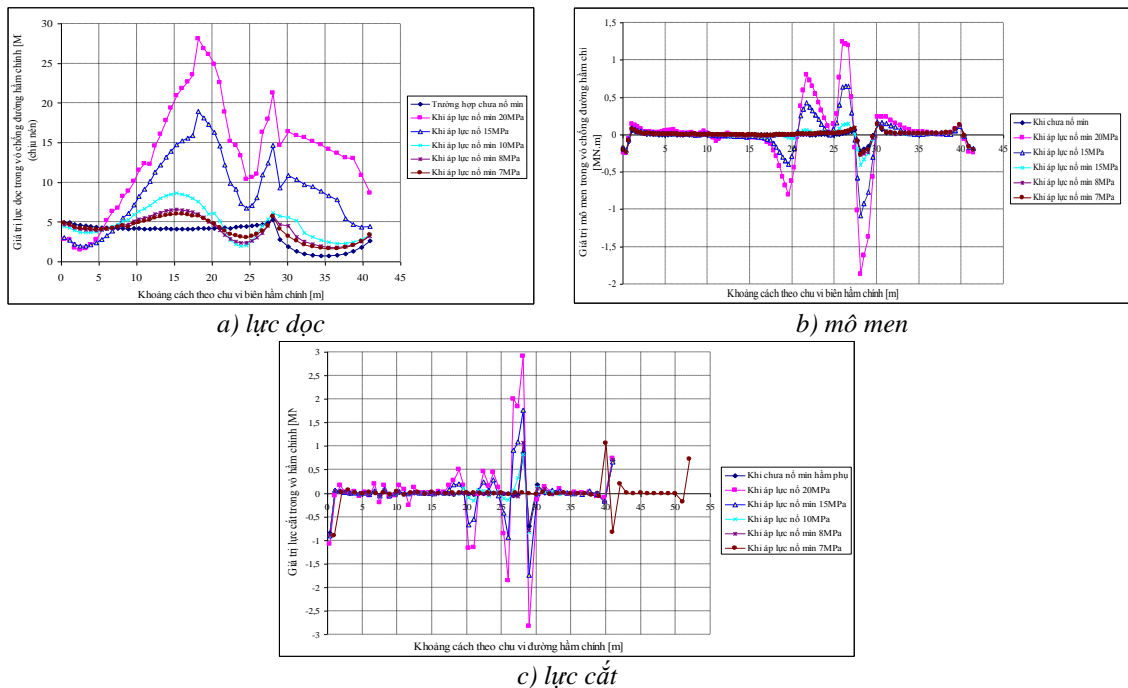 Giá trị lực dọc trong vỏ chống đường hầm chính [M
(chịu nén)
30
25
20
15
10
5
0
0 5 10 15 20 25 30 35 40 45
Khoảng cách theo chu vi biên hầm chính [m]
Trường hợp chưa nổ mìn
Khi áp lực nổ mìn 20MPa
Khi áp lực nổ 15MPa
Khi áp lực nổ mìn 10MPa
Khi áp lực nổ mìn 8MPa
Khi áp lực nổ mìn 7MPa
a) lực dọc
Giá trị mô men trong vỏ chống đường hầm chí
[MN.m]
1,5
1
0,5
0
-0,5
-1
-1,5
-2
0 5 10 15 20 25 30 35 40 45
Khoảng cách theo chu vi biên hầm chính [m]
Khi chưa nổ mìn
Khi áp lực nổ mìn 20MPa
Khi áp lực nổ 15MPa
Khi áp lực nổ mìn 15MPa
Khi áp lực nổ mìn 8MPa
Khi áp lực nổ mìn 7MPa
b) mô men
Giá trị lực cắt trong vỏ hầm chính [MN
3
2,5
2
1,5
1
0,5
0
-0,5
-1
-1,5
-2
-2,5
-3
0 5 10 15 20 25 30 35 40 45 50 55
Khoảng cách theo chu vi đường hầm chính [m]
Khi chưa nổ mìn hầm phụ
Khi áp lực nổ 20MPa
Khi áp lực nổ mìn 15MPa
Khi áp lực nổ 10MPa
Khi áp lực nổ mìn 8MPa
Khi áp lực nổ mìn 7MPa
c) lực cắt